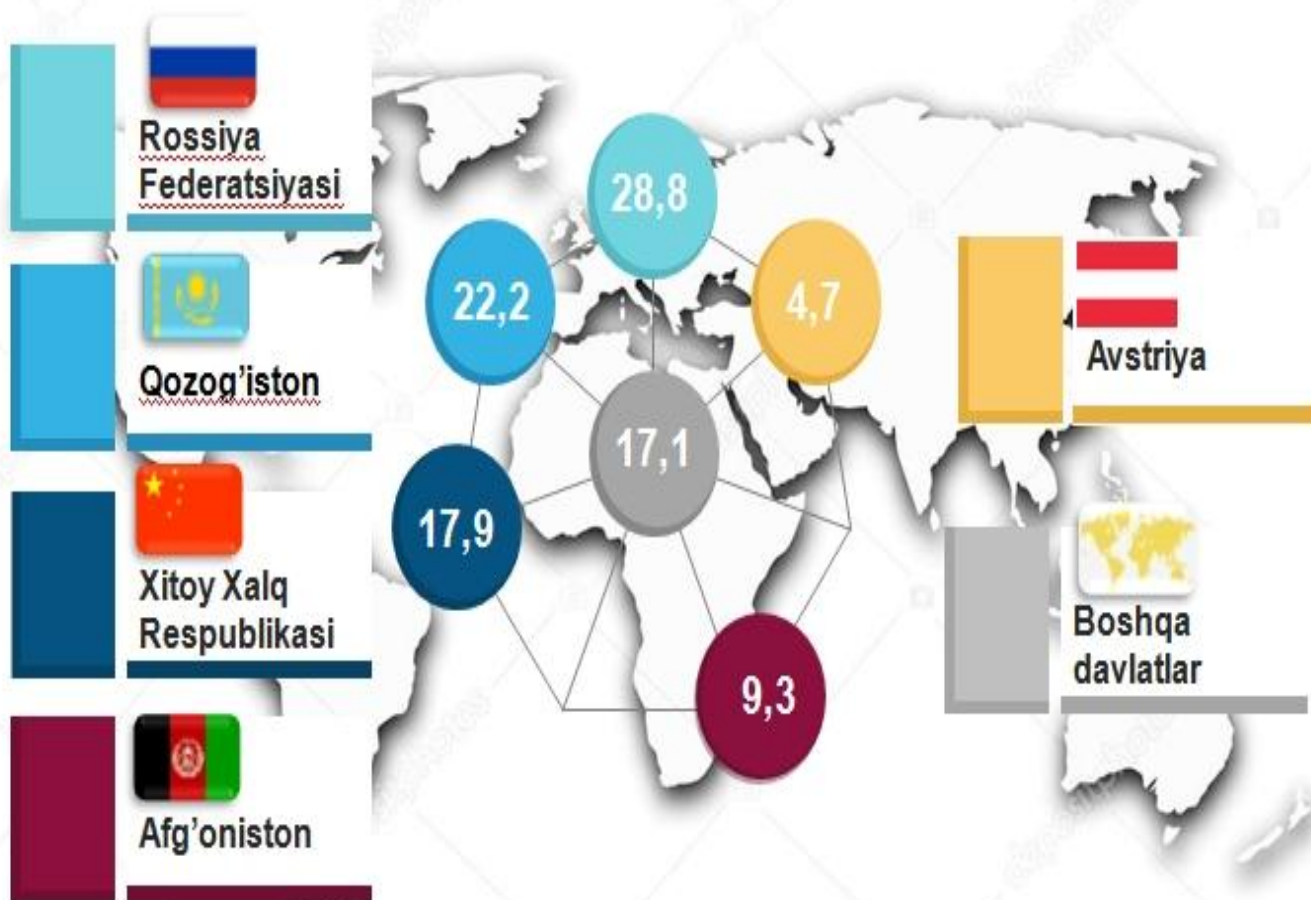 Rossiya
Federatsiyasi
Qozog’iston
Xitoy Xalq
Respublikasi
Afg’oniston
28,8
22,2
4,7
17,1
17,9
9,3
Avstriya
Boshqa
davlatlar